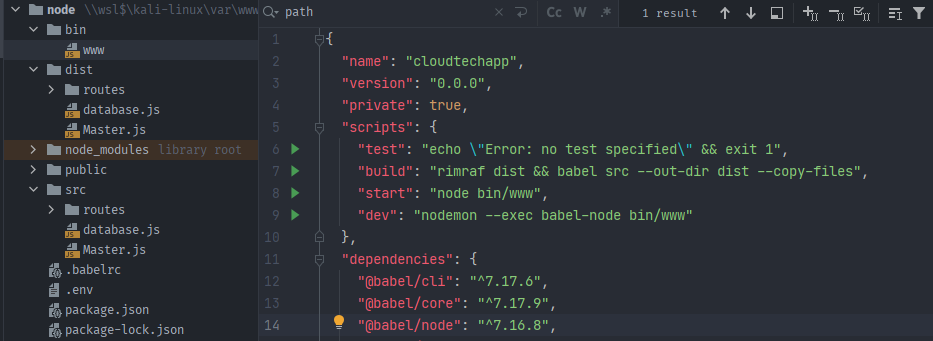 node \\wsl$\kali-linux\var\www
bin
www
dist
routes
database.js
Master.js
node_modules library root
public
src
routes
database.js
Master.js
.babelrc
.env
package.json
package-lock.json
path
Cc W .*
1 result
1 {
2 "name": "cloudtechapp",
3 "version": "0.0.0",
4 "private": true,
5 "scripts": {
6 "test": "echo \"Error: no test specified\" && exit 1",
7 "build": "rimraf dist && babel src --out-dir dist --copy-files",
8 "start": "node bin/www",
9 "dev": "nodemon --exec babel-node bin/www"
10 },
11 "dependencies": {
12 "@babel/cli": "^7.17.6",
13 "@babel/core": "^7.17.9",
14 "@babel/node": "^7.16.8",